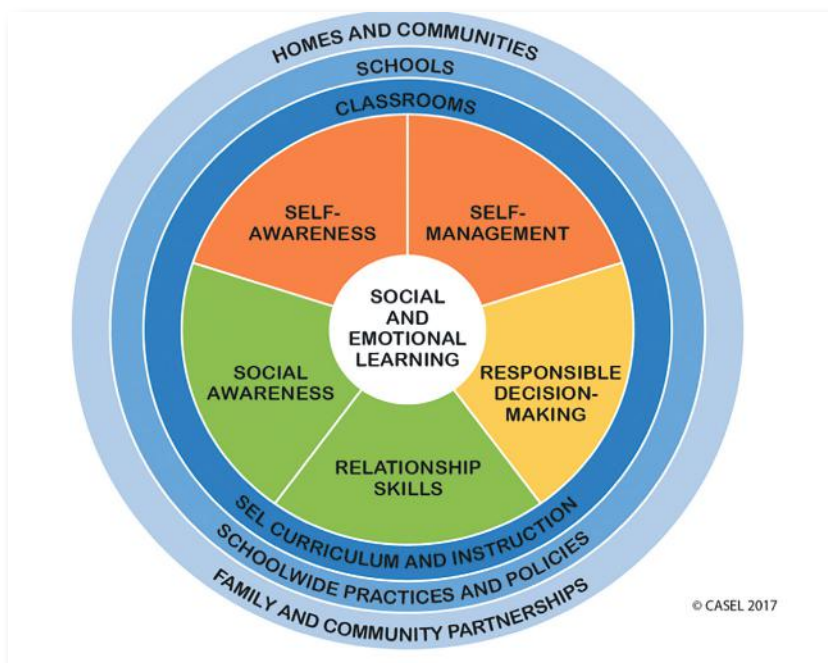 HOMES AND COMMUNITIES
SCHOOLS
CLASSROOMS
SELF-
AWARENESS
SELF-
MANAGEMENT
SOCIAL
AND
EMOTIONAL
LEARNING
SOCIAL
AWARENESS
RESPONSIBLE
DECISION-
MAKING
RELATIONSHIP
SKILLS
SEL CURRICULUM AND INSTRUCTION
SCHOOLWIDE PRACTICES AND POLICIES
FAMILY AND COMMUNITY PARTNERSHIPS
© CASEL 2017